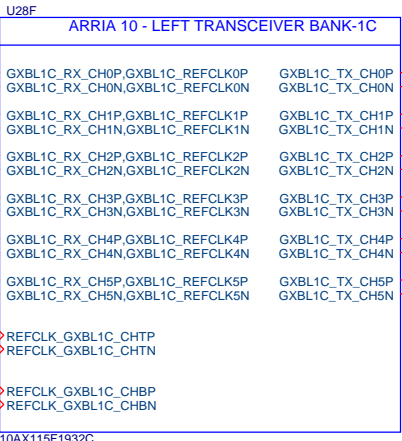 U28F
ARRIA 10 - LEFT TRANSCEIVER BANK-1C
GXBL1C_RX_CH0P,GXBL1C_REFCLK0P GXBL1C_TX_CH0P
GXBL1C_RX_CH0N,GXBL1C_REFCLK0N GXBL1C_TX_CH0N
GXBL1C_RX_CH1P,GXBL1C_REFCLK1P GXBL1C_TX_CH1P
GXBL1C_RX_CH1N,GXBL1C_REFCLK1N GXBL1C_TX_CH1N
GXBL1C_RX_CH2P,GXBL1C_REFCLK2P GXBL1C_TX_CH2P
GXBL1C_RX_CH2N,GXBL1C_REFCLK2N GXBL1C_TX_CH2N
GXBL1C_RX_CH3P,GXBL1C_REFCLK3P GXBL1C_TX_CH3P
GXBL1C_RX_CH3N,GXBL1C_REFCLK3N GXBL1C_TX_CH3N
GXBL1C_RX_CH4P,GXBL1C_REFCLK4P GXBL1C_TX_CH4P
GXBL1C_RX_CH4N,GXBL1C_REFCLK4N GXBL1C_TX_CH4N
GXBL1C_RX_CH5P,GXBL1C_REFCLK5P GXBL1C_TX_CH5P
GXBL1C_RX_CH5N,GXBL1C_REFCLK5N GXBL1C_TX_CH5N
REFCLK_GXBL1C_CHTP
REFCLK_GXBL1C_CHTN
REFCLK_GXBL1C_CHBP
REFCLK_GXBL1C_CHBN
10AX115F1932C